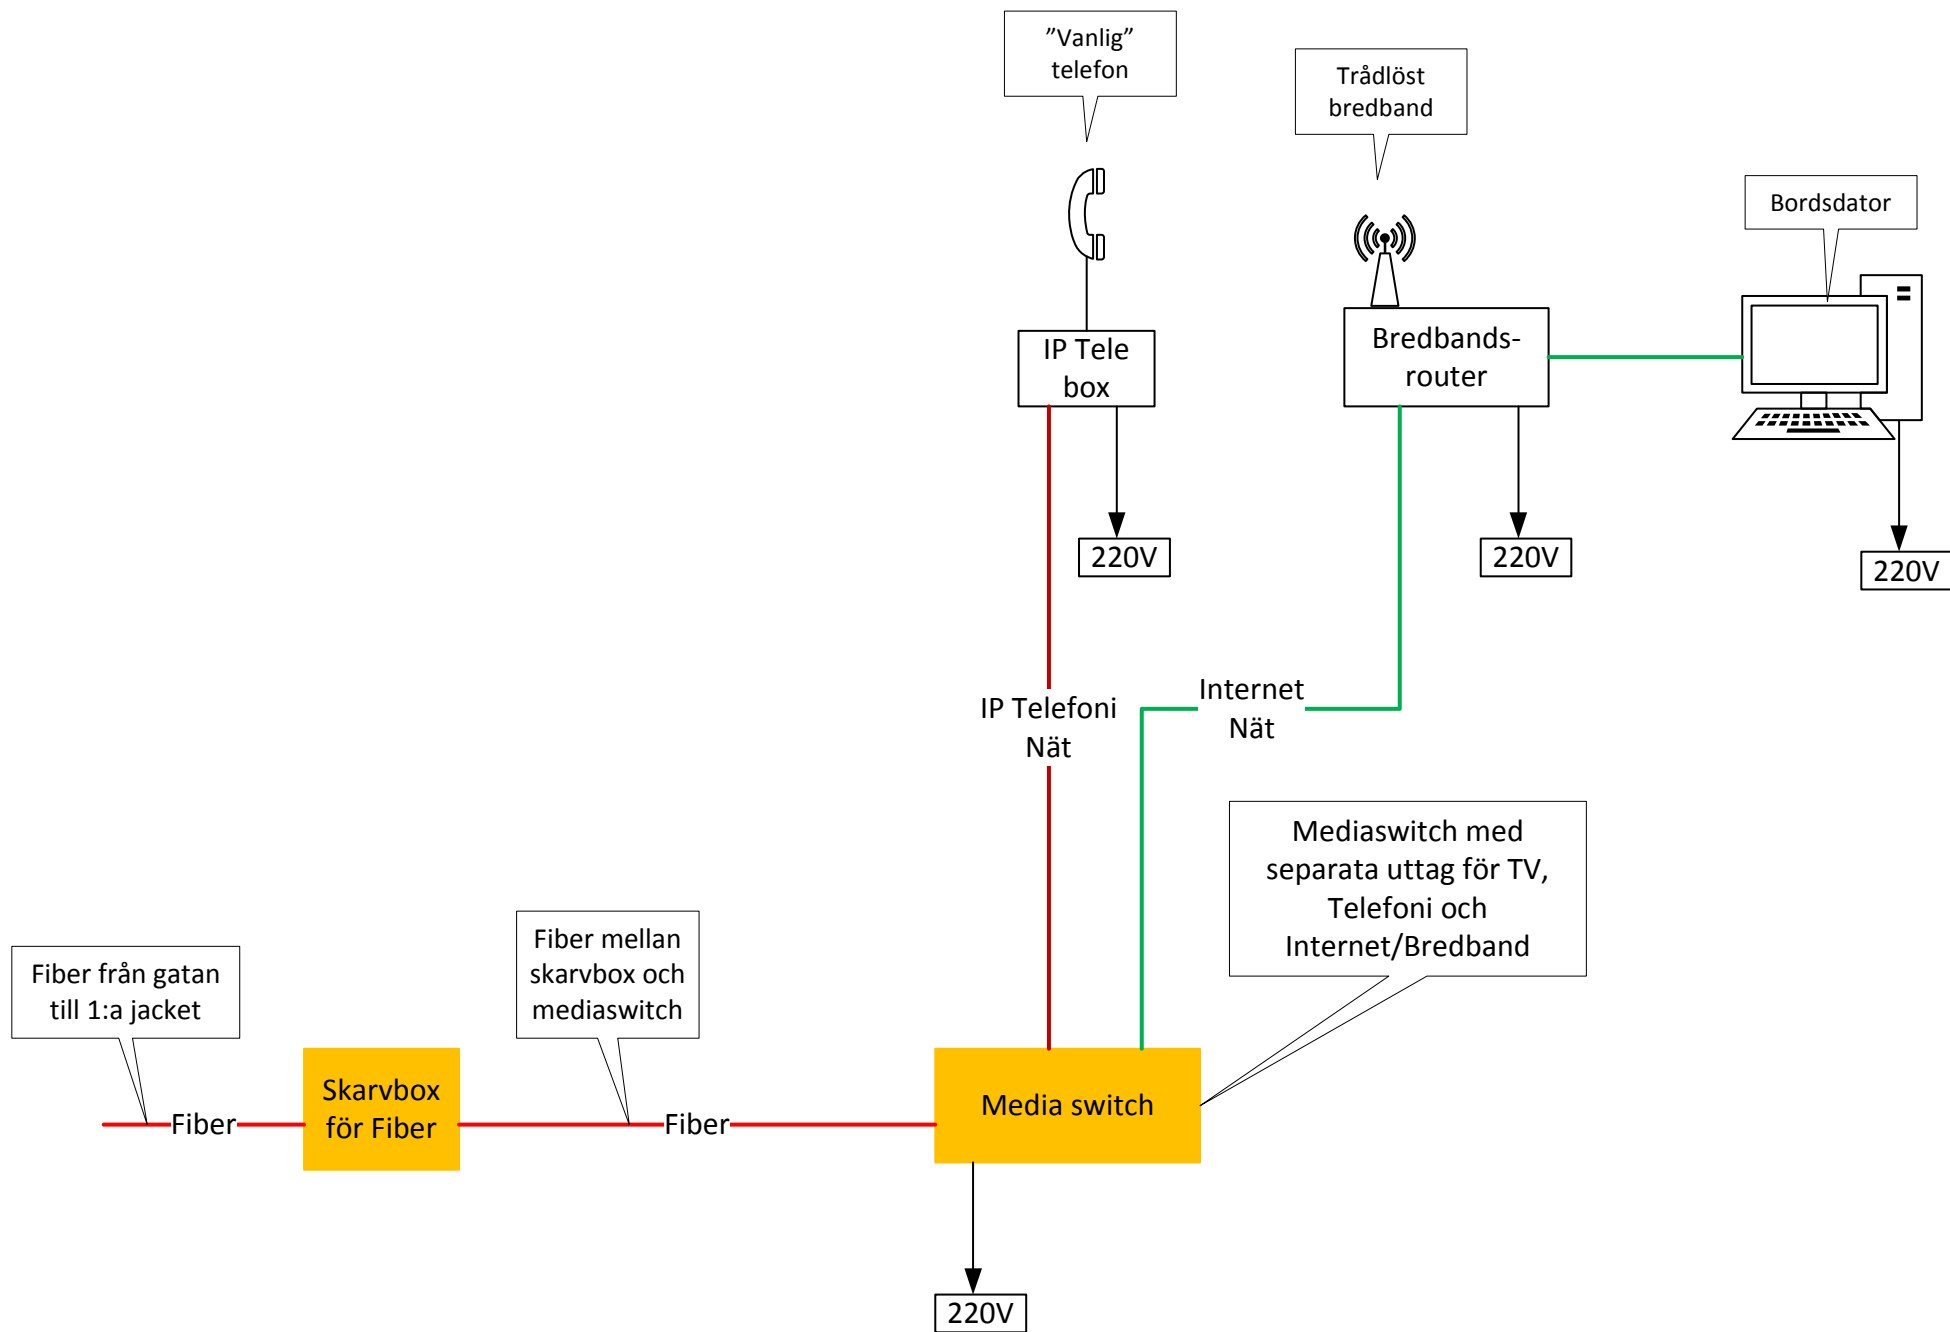 ”Vanlig”
telefon
Trådlöst
bredband
Bordsdator
IP Tele
box
Bredbands-
router
220V
220V
220V
IP Telefoni
Nät
Internet
Nät
Mediaswitch med
separata uttag för TV,
Telefoni och
Internet/Bredband
Fiber från gatan
till 1:a jacket
Fiber mellan
skarvbox och
mediaswitch
Fiber
Skarvbox
för Fiber
Fiber
Media switch
220V